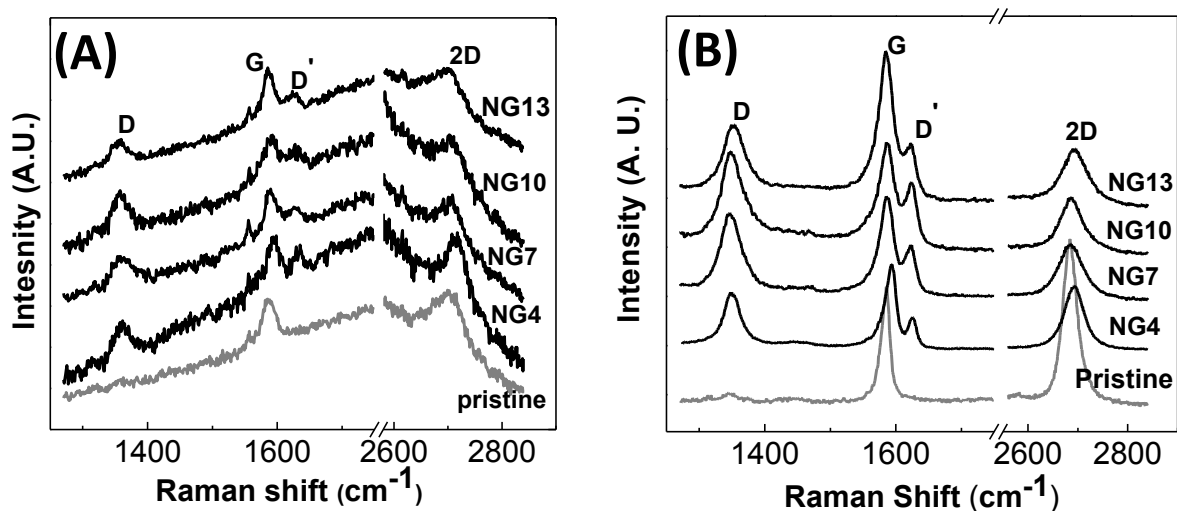 (A)
D
G
D'
2D
NG13
NG10
NG7
NG4
pristine
Intesnity (A.U.)
1400 1600 2600 2800
Raman shift (cm-1)
(B)
D
G
D'
2D
NG13
NG10
NG7
NG4
Pristine
Intensity (A. U.)
1400 1600 2600 2800
Raman Shift (cm-1)